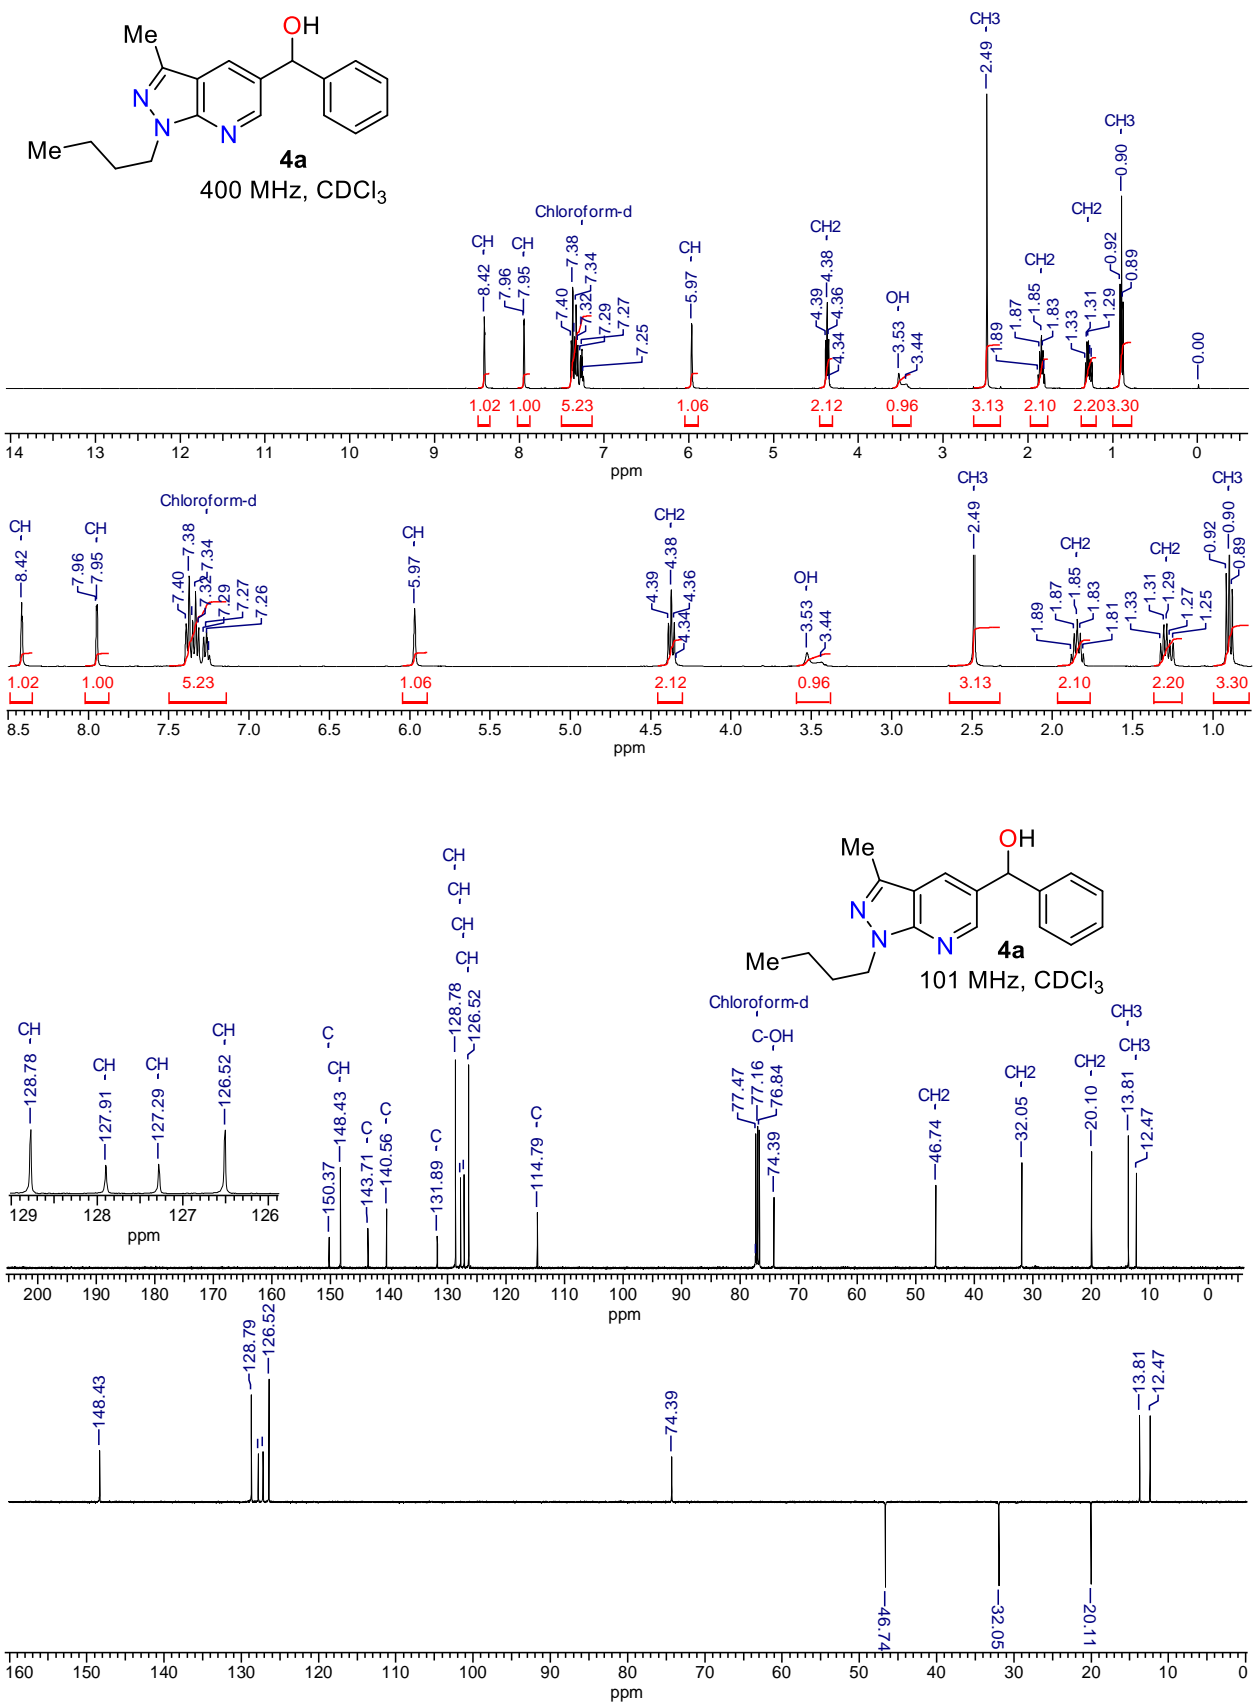 Me
OH
N
N
N
Me
4a
400 MHz, CDCl3
CH
8.42
CH
7.96
7.95
Chloroform-d
7.40
7.38
7.34
7.32
7.29
7.27
7.25
CH
5.97
CH2
4.39
4.38
4.36
4.34
OH
3.53
3.44
CH3
2.49
CH2
1.89
1.87
1.85
1.83
CH2
1.33
1.31
1.29
CH3
0.92
0.90
0.89
0.00
1.02 1.00 5.23 1.06 2.12 0.96 3.13 2.10 2.20 3.30
14 13 12 11 10 9 8 7 6 5 4 3 2 1 0
ppm
CH
8.42
CH
7.96
7.95
Chloroform-d
7.40
7.38
7.34
7.32
7.29
7.27
7.26
CH
5.97
CH2
4.39
4.38
4.36
4.34
OH
3.53
3.44
CH3
2.49
CH2
1.89
1.87
1.85
1.83
1.81
CH2
1.33
1.31
1.29
1.27
1.25
CH3
0.92
0.90
0.89
1.02 1.00 5.23 1.06 2.12 0.96 3.13 2.10 2.20 3.30
8.5 8.0 7.5 7.0 6.5 6.0 5.5 5.0 4.5 4.0 3.5 3.0 2.5 2.0 1.5 1.0
ppm
Me
OH
N
N
N
Me
4a
101 MHz, CDCl3
CH
128.78
CH
127.91
CH
127.29
CH
126.52
129 128 127 126
ppm
C
150.37
CH
148.43
C
143.71
C
140.56
C
131.89
CH
CH
CH
CH
128.78
126.52
C
114.79
Chloroform-d
C-OH
77.47
77.16
76.84
74.39
CH2
46.74
CH2
32.05
CH2
20.10
CH3
13.81
CH3
12.47
200 190 180 170 160 150 140 130 120 110 100 90 80 70 60 50 40 30 20 10 0
ppm
148.43
128.79
126.52
74.39
46.74
32.05
20.11
13.81
12.47
160 150 140 130 120 110 100 90 80 70 60 50 40 30 20 10 0
ppm